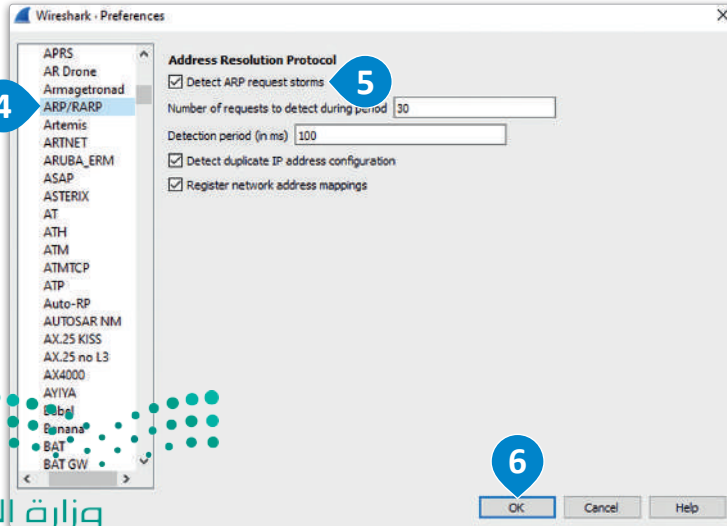 Wireshark · Preferences
APRS
AR Drone
Armagetronad
ARP/RARP
Artemis
ARTNET
ARUBA_ERM
ASAP
ASTERIX
AT
ATH
ATM
ATMTCP
ATP
Auto-RP
AUTOSAR NM
AX.25 KISS
AX.25 no L3
AX4000
AYIYA
Babel
Banana
BAT
BAT GW
4
Address Resolution Protocol
Detect ARP request storms
5
Number of requests to detect during period 30
Detection period (in ms) 100
Detect duplicate IP address configuration
Register network address mappings
6
OK Cancel Help
وزارة